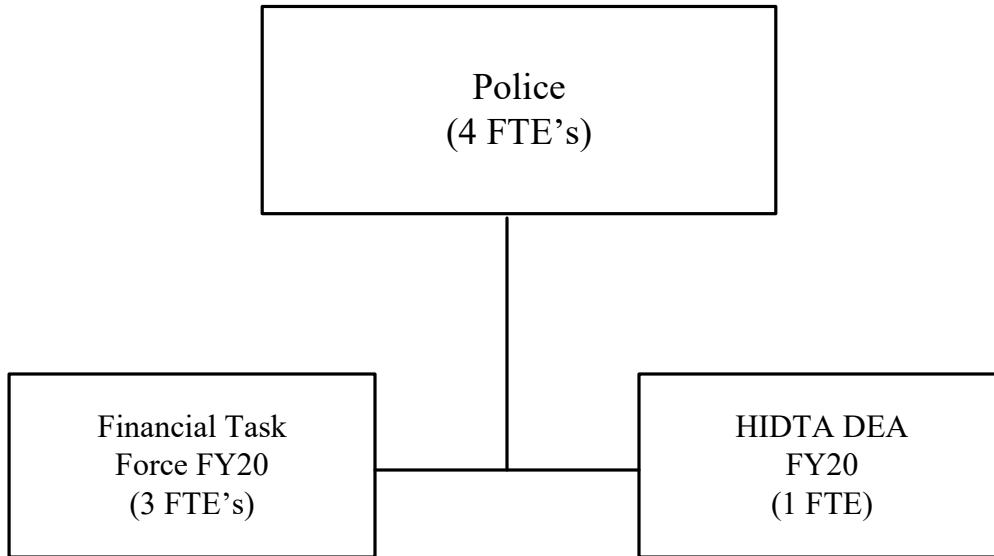 Police
(4 FTE’s)
Financial Task
Force FY20
(3 FTE’s)
HIDTA DEA
FY20
(1 FTE)